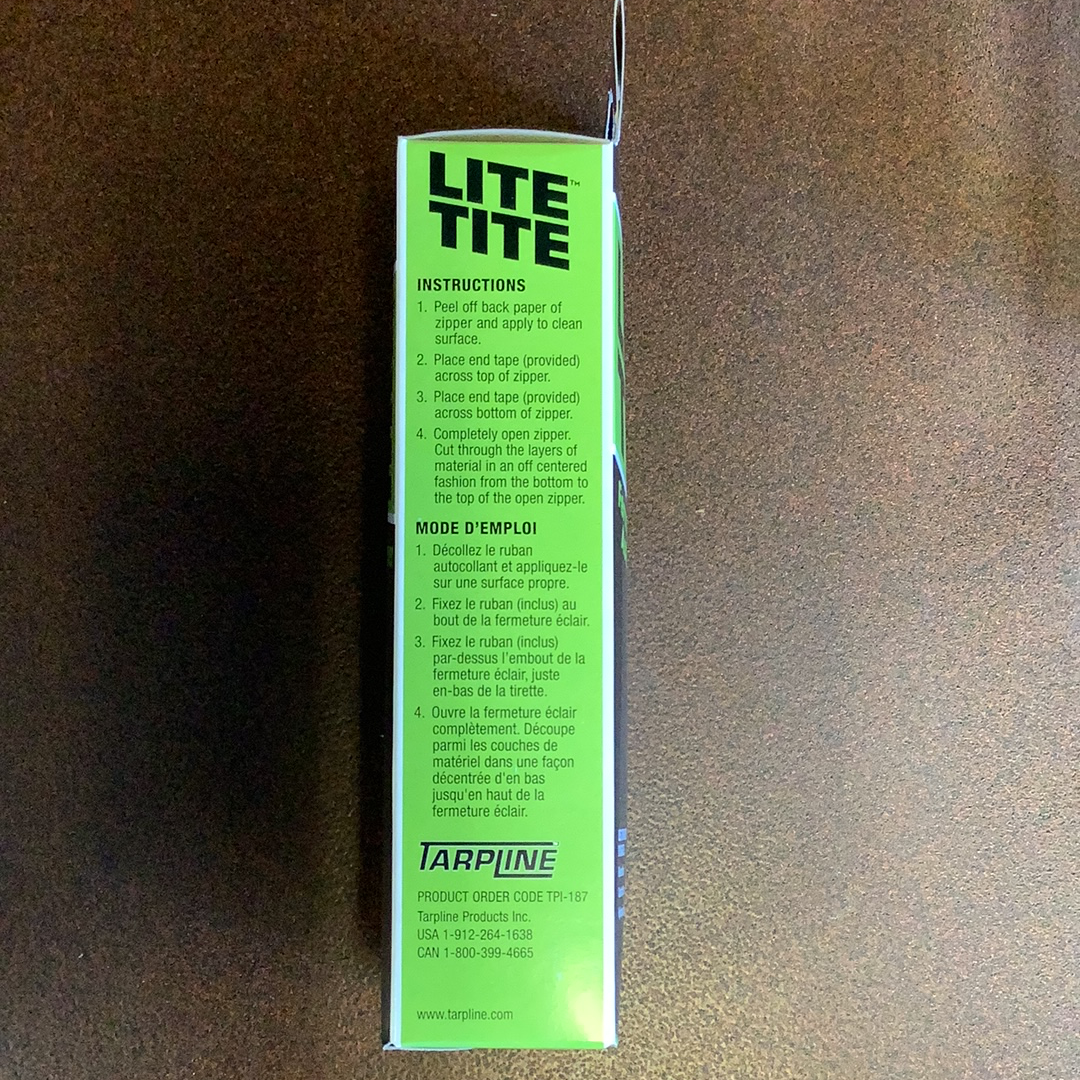 LITE™
TITE
INSTRUCTIONS
1. Peel off back paper of
zipper and apply to clean
surface.
2. Place end tape (provided)
across top of zipper.
3. Place end tape (provided)
across bottom of zipper.
4. Completely open zipper.
Cut through the layers of
material in an off centered
fashion from the bottom to
the top of the open zipper.
MODE D'EMPLOI
1. Décollez le ruban
autocollant et appliquez-le
sur une surface propre.
2. Fixez le ruban (inclus) au
bout de la fermeture éclair.
3. Fixez le ruban (inclus)
par-dessus l'embout de la
fermeture éclair, juste
en-bas de la tirette.
4. Ouvre la fermeture éclair
complètement. Découpe
parmi les couches de
matériel dans une façon
décentrée d'en bas
jusqu'en haut de la
fermeture éclair.
TARPLINE
PRODUCT ORDER CODE TPI-187
Tarpline Products Inc.
USA 1-912-264-1638
CAN 1-800-399-4665
www.tarpline.com